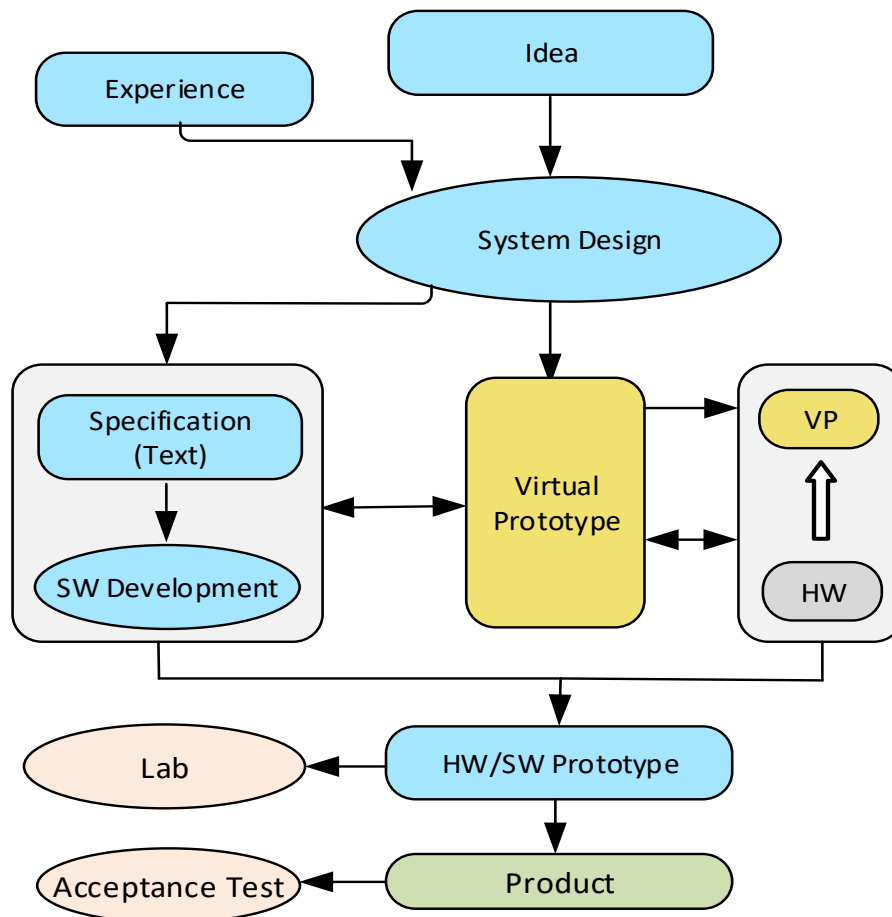 Idea
Experience
System Design
Specification
(Text)
SW Development
Virtual
Prototype
VP
HW
HW/SW Prototype
Lab
Product
Acceptance Test